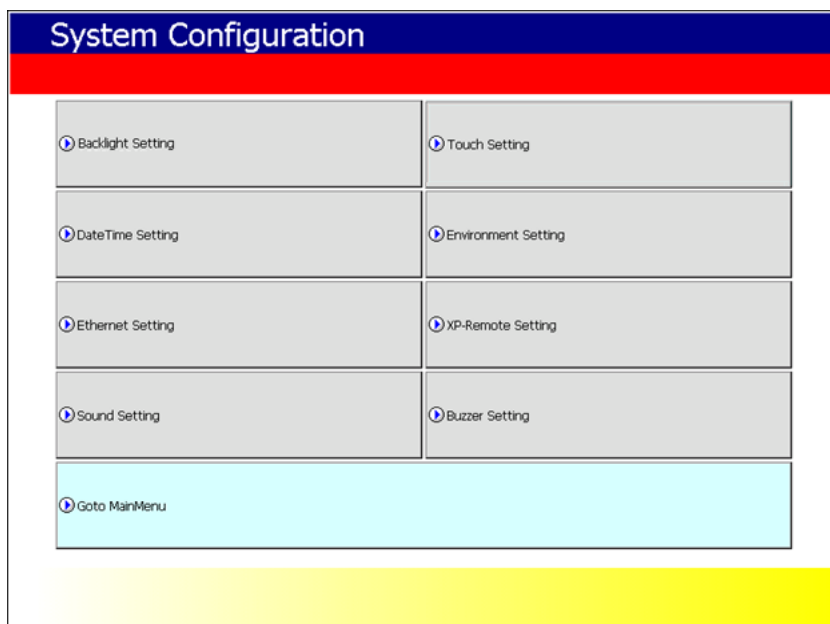 System Configuration
Backlight Setting
Touch Setting
DateTime Setting
Environment Setting
Ethernet Setting
XP-Remote Setting
Sound Setting
Buzzer Setting
Goto MainMenu